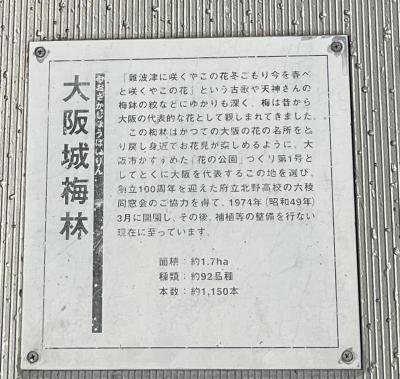 大阪城梅林
おおさかじょうばいりん
「難波津に咲くやこの花冬ごもり今を春べ
と咲くやこの花」という古歌や天神さんの
梅鉢の紋などにゆかりも深く、梅は昔から
大阪の代表的な花として親しまれてきました。
この梅林はかつての大阪の花の名所をと
り戻し身近でお花見が楽しめるように、大
阪市がすすめた「花の公園」づくり第1号と
してとくに大阪を代表するこの地を選び、
創立100周年を迎えた府立北野高校の六稜
同窓会のご協力を得て、1974年(昭和49年)
3月に開園し、その後、補植等の整備を行ない
現在に至っています。
面積：約1.7ha
種類：約92品種
本数：約1,150本